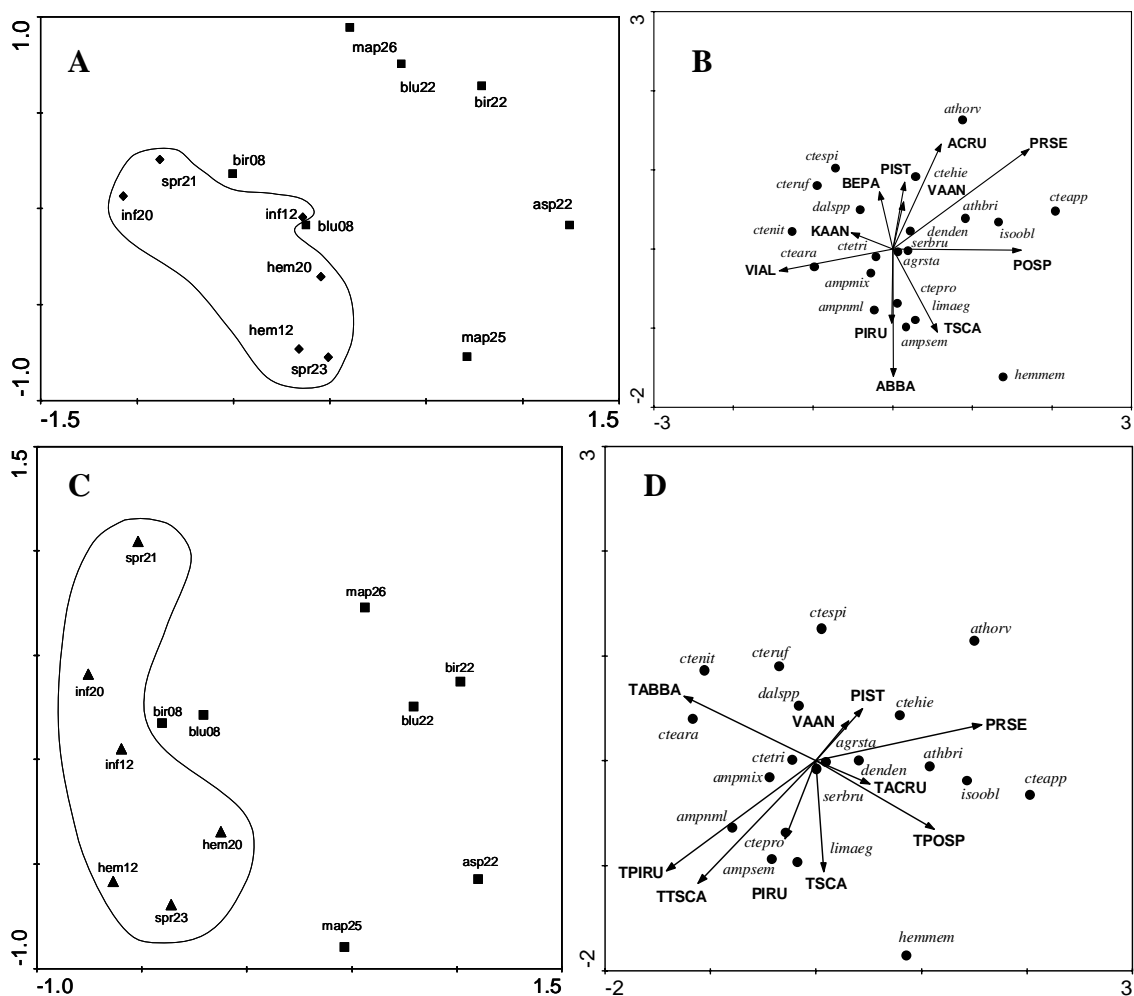 1.0
A
map26
blu22
bir22
bir08
spr21
inf20
inf12
blu08
asp22
hem20
hem12
spr23
map25
-1.0
-1.5
1.5
3
B
athorv
ACRU
PRSE
ctespi
PIST
ctehie
cteruf
BEPA
VAAN
dalspp
athbri
cteapp
ctenit
KAAN
denden
isoobl
ctetri
serbru
cteara
agrsta
POSP
VIAL
ampmix
ctepro
ampnml
limaeg
PIRU
TSCA
ampsem
ABBA
hemmem
-2
-3
3
1.5
C
spr21
map26
inf20
bir22
bir08
blu08
blu22
inf12
hem20
hem12
asp22
spr23
map25
-1.0
-1.0
1.5
3
D
ctespi
athorv
cteruf
ctenit
TABBA
dalspp
PIST
ctehie
VAAN
PRSE
cteara
agrsta
ctetri
athbri
denden
ampmix
TACRU
isoobl
cteapp
serbru
ampnml
TPOSP
ctepro
limaeg
TPIRU
ampsem
TSCA
TTSCA
PIRU
hemmem
-2
-2
3